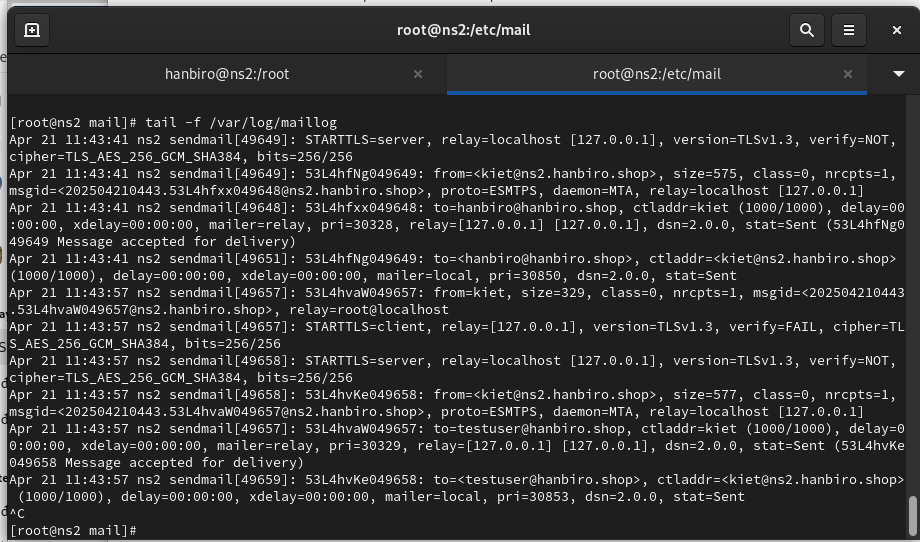 root@ns2:/etc/mail
hanbiro@ns2:/root
root@ns2:/etc/mail
[root@ns2 mail]# tail -f /var/log/maillog
Apr 21 11:43:41 ns2 sendmail[49649]: STARTTLS=server, relay=localhost [127.0.0.1], version=TLSv1.3, verify=NOT,
cipher=TLS_AES_256_GCM_SHA384, bits=256/256
Apr 21 11:43:41 ns2 sendmail[49649]: 53L4hfNg049649: from=<kiet@ns2.hanbiro.shop>, size=575, class=0, nrcpts=1,
msgid=<202504210443.53L4hfxx049648@ns2.hanbiro.shop>, proto=ESMTPS, daemon=MTA, relay=localhost [127.0.0.1]
Apr 21 11:43:41 ns2 sendmail[49648]: 53L4hfxx049648: to=hanbiro@hanbiro.shop, ctladdr=kiet (1000/1000), delay=00
:00:00, xdelay=00:00:00, mailer=relay, pri=30328, relay=[127.0.0.1] [127.0.0.1], dsn=2.0.0, stat=Sent (53L4hfNg0
49649 Message accepted for delivery)
Apr 21 11:43:41 ns2 sendmail[49651]: 53L4hfNg049649: to=<hanbiro@hanbiro.shop>, ctladdr=<kiet@ns2.hanbiro.shop>
(1000/1000), delay=00:00:00, xdelay=00:00:00, mailer=local, pri=30850, dsn=2.0.0, stat=Sent
Apr 21 11:43:57 ns2 sendmail[49657]: 53L4hvaW049657: from=kiet, size=329, class=0, nrcpts=1, msgid=<202504210443
.53L4hvaW049657@ns2.hanbiro.shop>, relay=root@localhost
Apr 21 11:43:57 ns2 sendmail[49657]: STARTTLS=client, relay=[127.0.0.1], version=TLSv1.3, verify=FAIL, cipher=TL
S_AES_256_GCM_SHA384, bits=256/256
Apr 21 11:43:57 ns2 sendmail[49658]: STARTTLS=server, relay=localhost [127.0.0.1], version=TLSv1.3, verify=NOT,
cipher=TLS_AES_256_GCM_SHA384, bits=256/256
Apr 21 11:43:57 ns2 sendmail[49658]: 53L4hvKe049658: from=<kiet@ns2.hanbiro.shop>, size=577, class=0, nrcpts=1,
msgid=<202504210443.53L4hvaW049657@ns2.hanbiro.shop>, proto=ESMTPS, daemon=MTA, relay=localhost [127.0.0.1]
Apr 21 11:43:57 ns2 sendmail[49657]: 53L4hvaW049657: to=testuser@hanbiro.shop, ctladdr=kiet (1000/1000), delay=0
0:00:00, xdelay=00:00:00, mailer=relay, pri=30329, relay=[127.0.0.1] [127.0.0.1], dsn=2.0.0, stat=Sent (53L4hvKe
049658 Message accepted for delivery)
Apr 21 11:43:57 ns2 sendmail[49659]: 53L4hvKe049658: to=<testuser@hanbiro.shop>, ctladdr=<kiet@ns2.hanbiro.shop>
(1000/1000), delay=00:00:00, xdelay=00:00:00, mailer=local, pri=30853, dsn=2.0.0, stat=Sent
^C
[root@ns2 mail]#